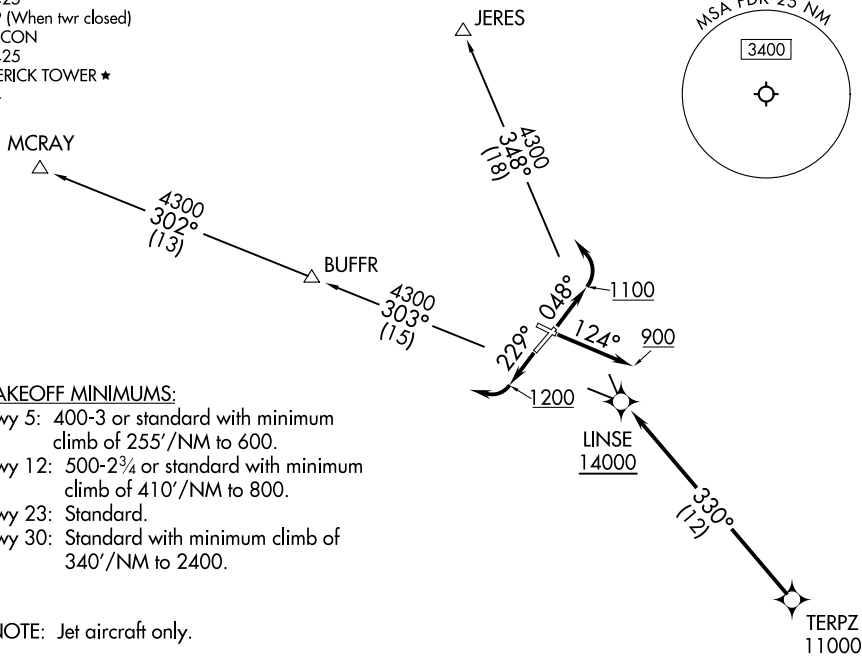 (When twr closed)
CON
ERICK TOWER ★
JERES
MSA FDK 25 NM
3400
MCRAY
4300
348°
(18)
4300
302°
(13)
BUFFR
4300
303°
(15)
048°
1100
124°
900
229°
1200
LINSE
14000
330°
(12)
TERPZ
11000
AKEOFF MINIMUMS:
wy 5: 400-3 or standard with minimum
climb of 255'/NM to 600.
wy 12: 500-2¾ or standard with minimum
climb of 410'/NM to 800.
wy 23: Standard.
wy 30: Standard with minimum climb of
340'/NM to 2400.
NOTE: Jet aircraft only.